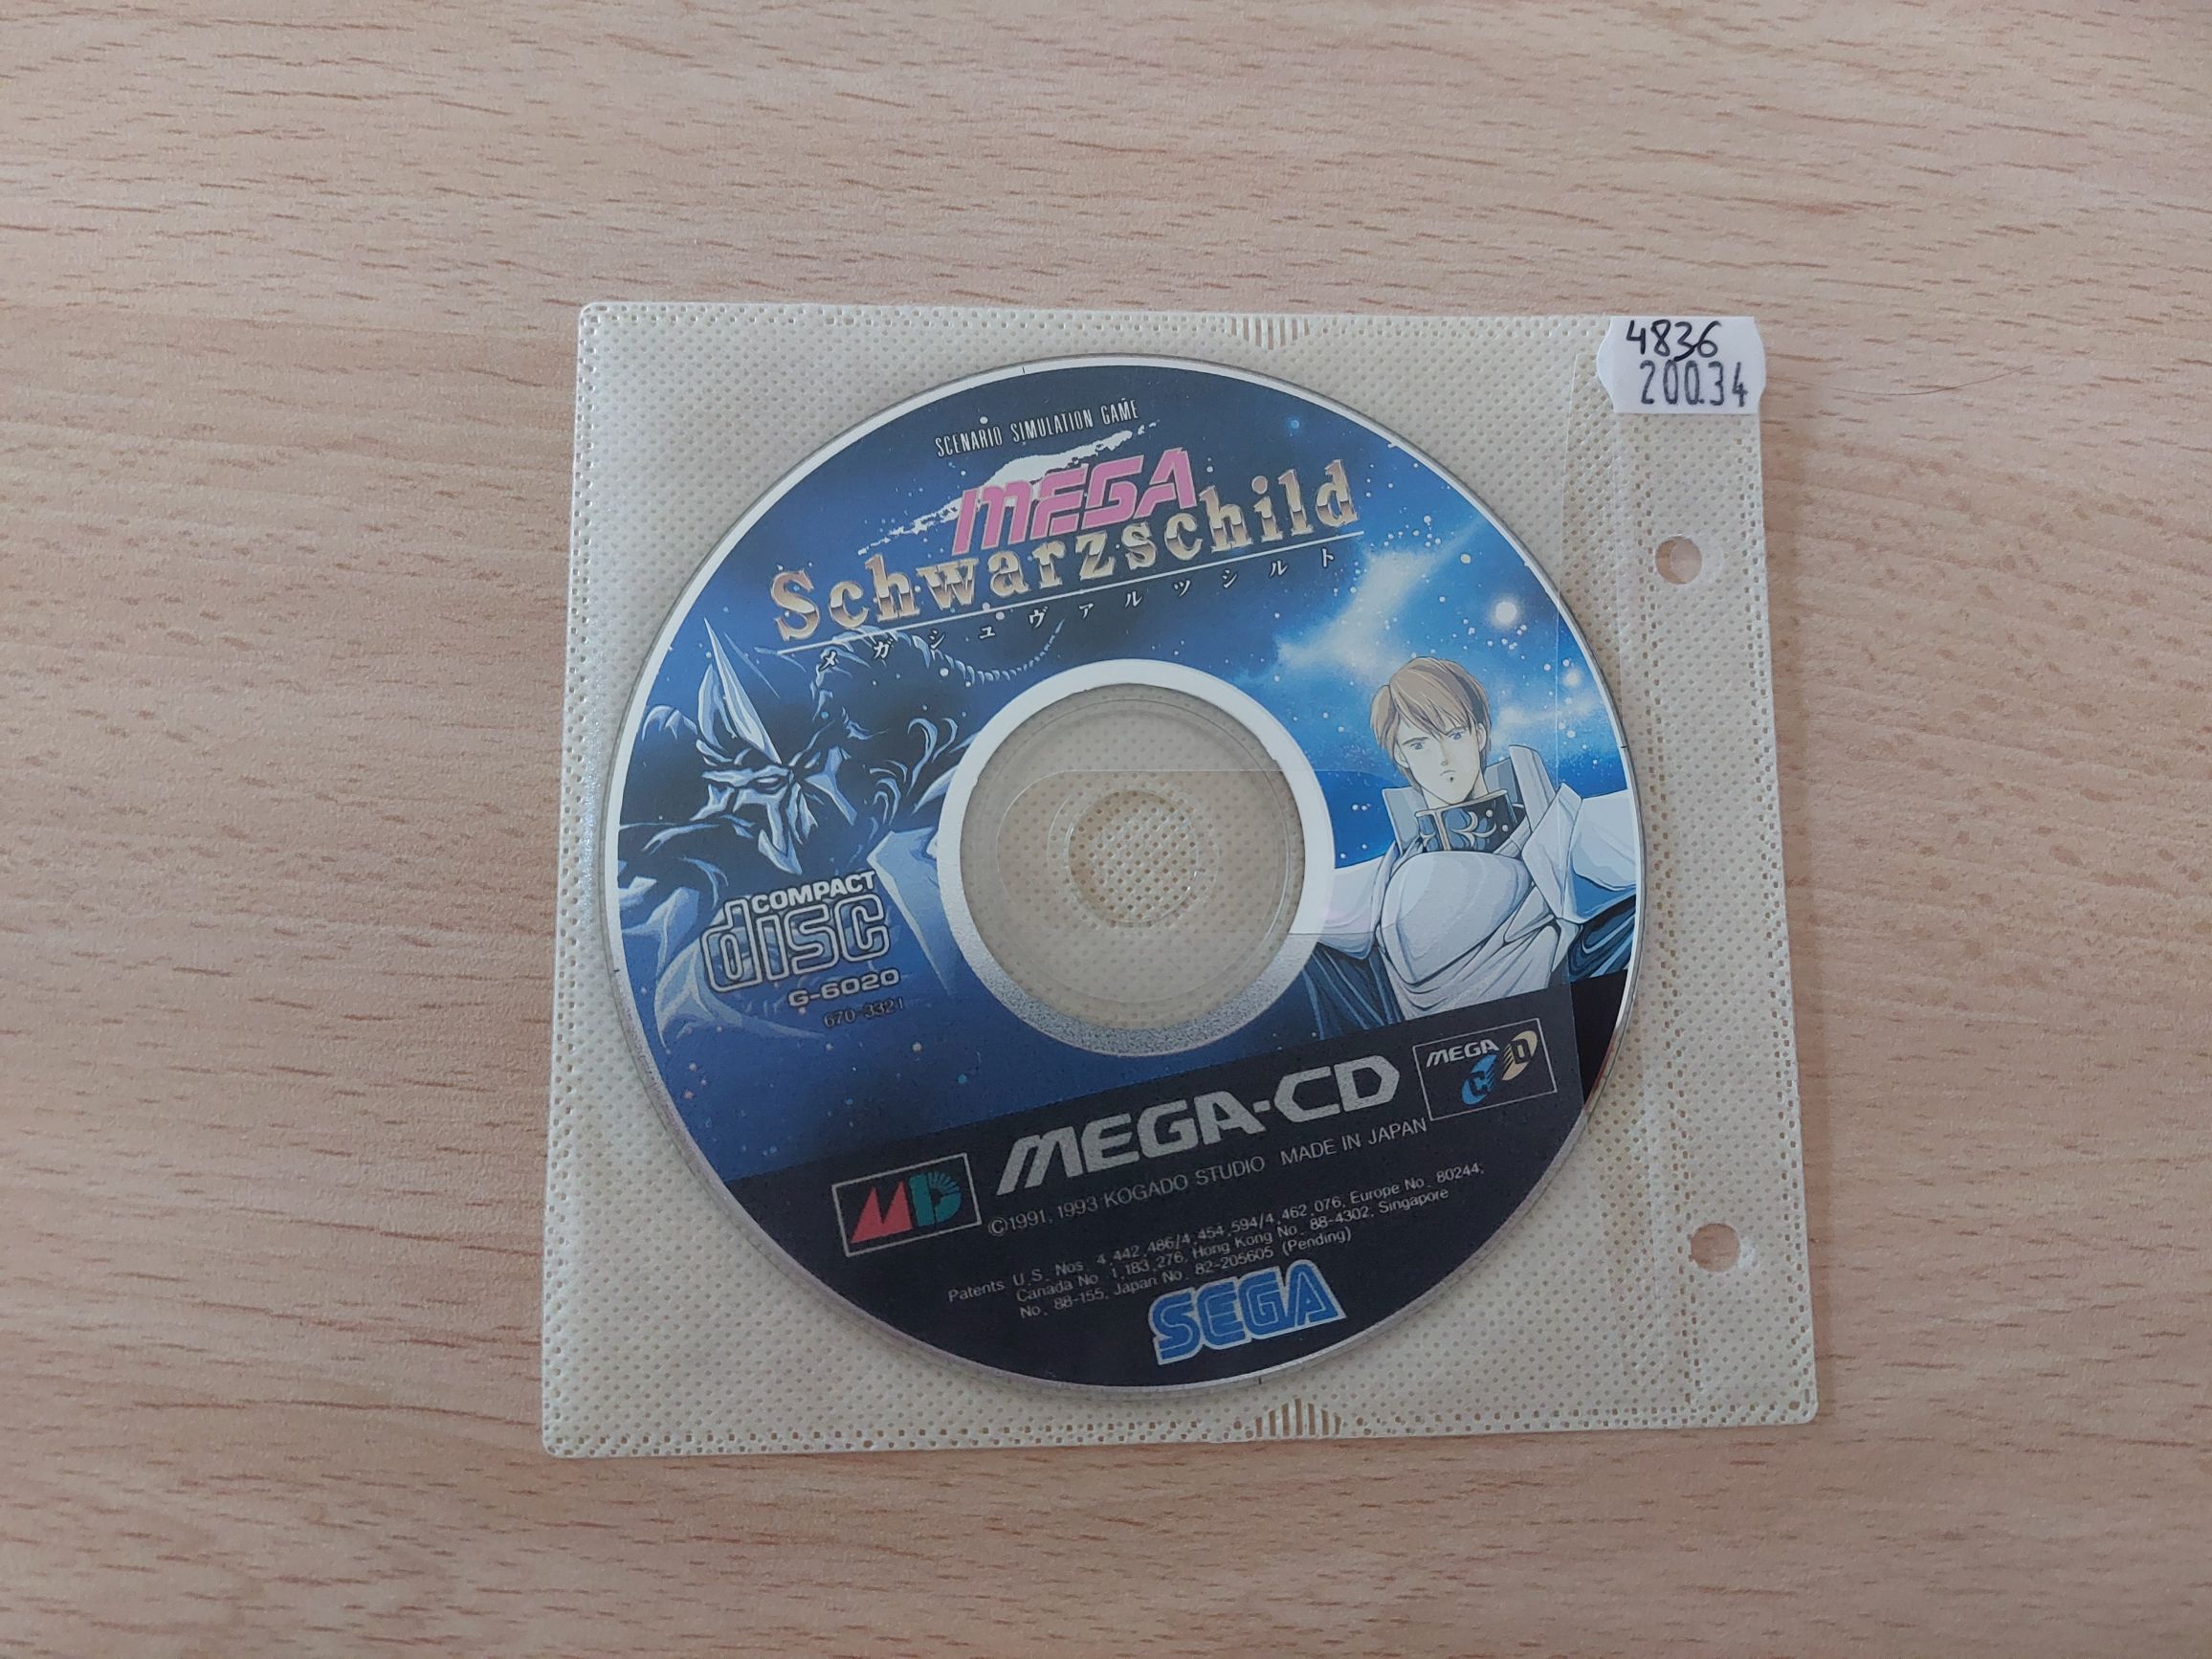 4836
200.34
SCENARIO SIMULATION GAME
MEGA
Schwarzschild
メガシュヴァルツシルト
COMPACT
disc
G-6020
670-3321
MEGA-CD
MEGA
CD
MD
©1991, 1993 KOGADO STUDIO MADE IN JAPAN
Patents U.S. Nos. 4,442,486/4,454,594/4,462,076, Europe No. 80244,
Canada No. 1,183,276, Hong Kong No. 88-4302, Singapore
No. 88-155, Japan No. 82-205605 (Pending)
SEGA